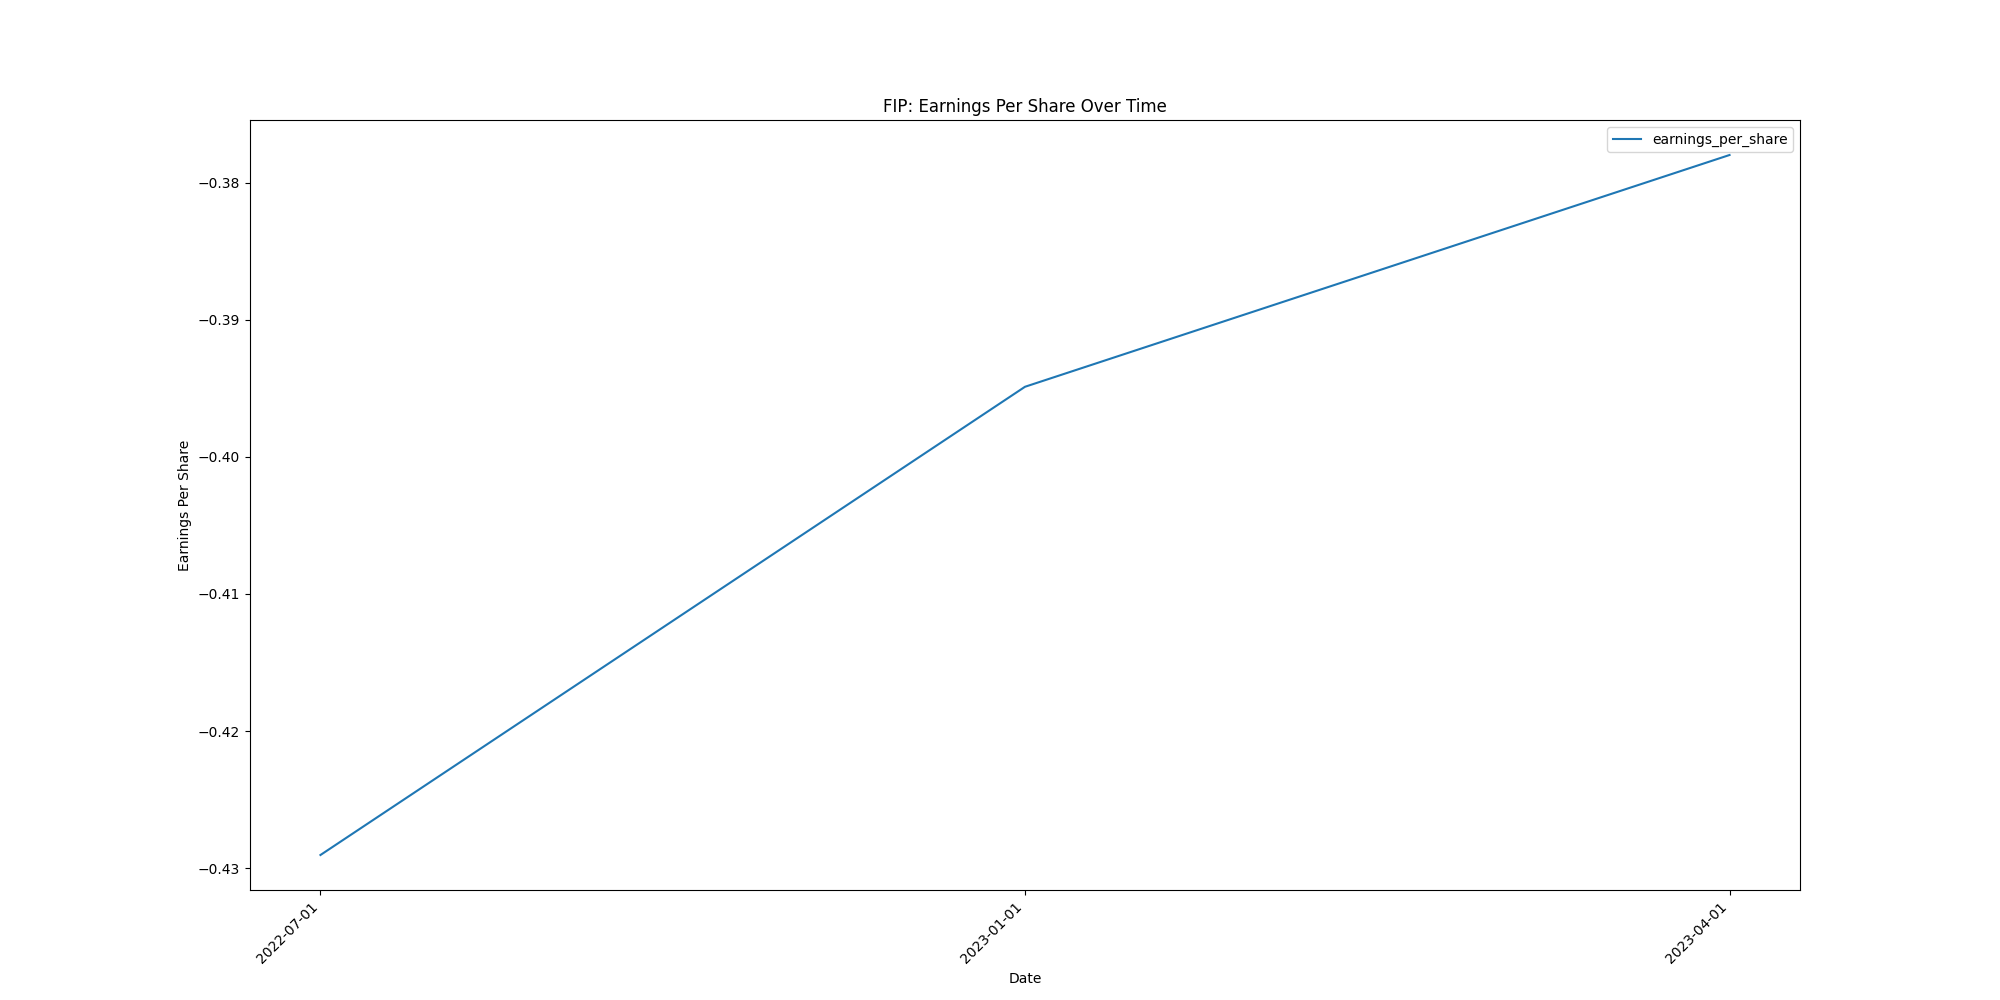 FIP: Earnings Per Share Over Time
earnings_per_share
−0.38
−0.39
−0.40
−0.41
−0.42
−0.43
Earnings Per Share
2022-07-01
2023-01-01
2023-04-01
Date